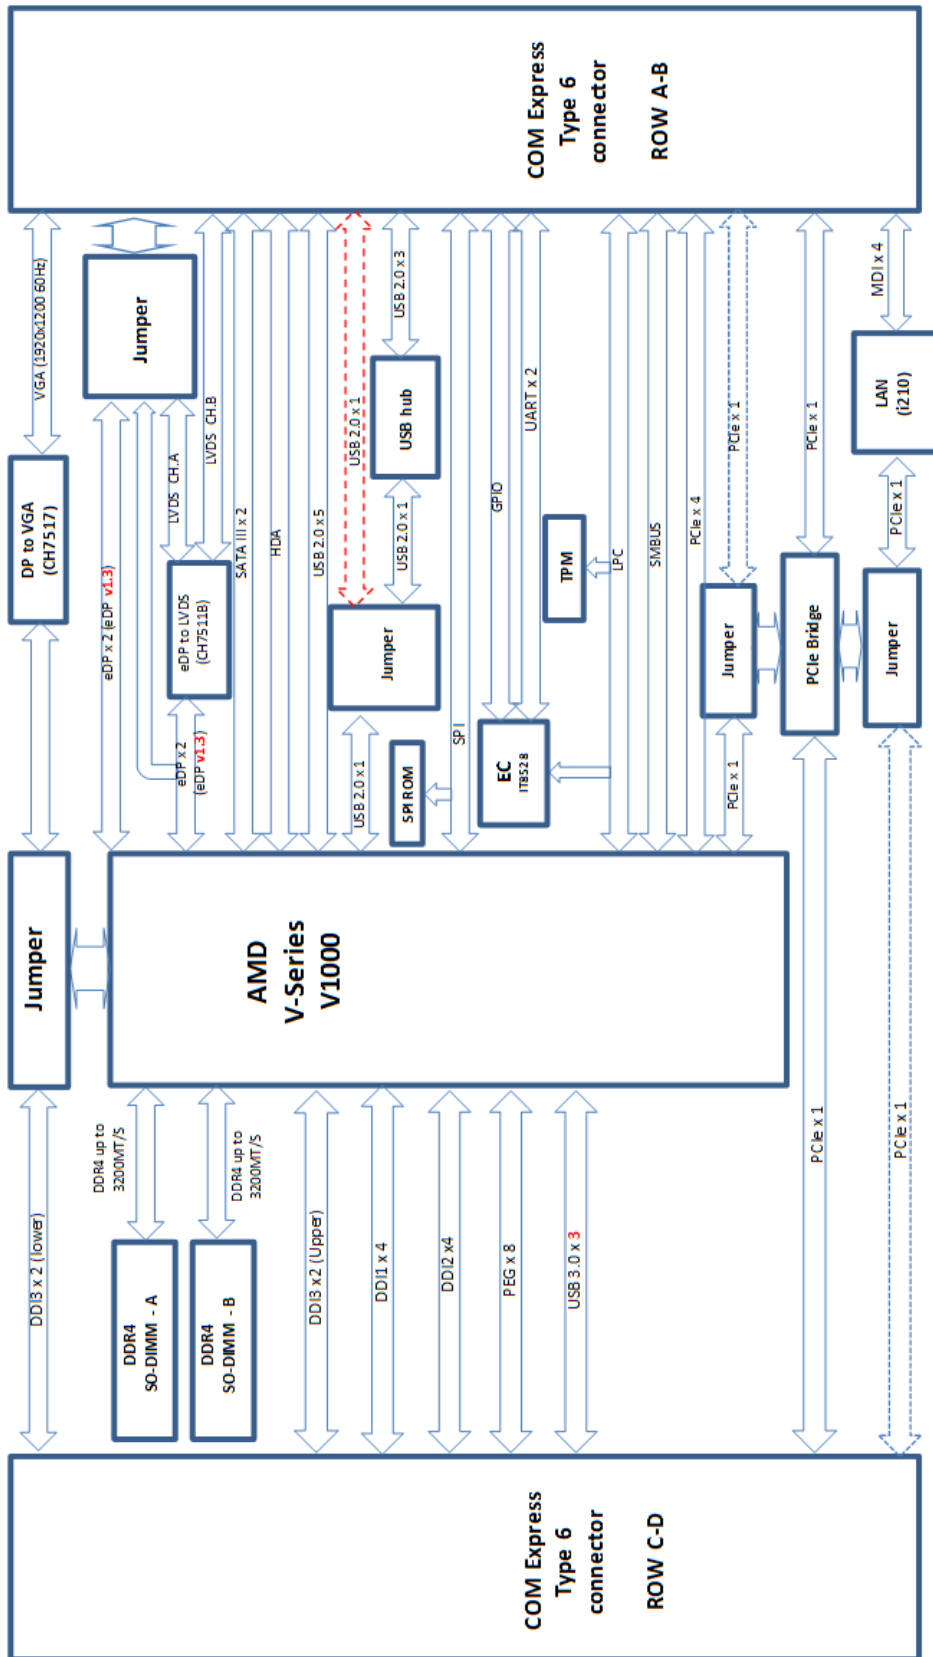 COM Express
Type 6
connector
ROW A-B
VGA (1920x1200 60Hz)
DP to VGA
(CH7517)
Jumper
DDI3 x 2 (lower)
Jumper
eDP x 2 (eDP v1.3)
LVDS CH.A
LVDS CH.B
eDP to LVDS
(CH7511B)
eDP x 2
(eDP v1.3)
SATA III x 2
HDA
USB 2.0 x 5
USB 2.0 x 1
USB 2.0 x 3
USB hub
USB 2.0 x 1
Jumper
USB 2.0 x 1
SPI ROM
SPI
GPIO
UART x 2
EC
IT8528
TPM
LPC
SMBUS
PCIe x 4
PCIe x 1
Jumper
PCIe x 1
PCIe x 1
PCIe Bridge
PCIe x 1
MDI x 4
LAN
(i210)
PCIe x 1
Jumper
PCIe x 1
AMD
V-Series
V1000
DDR4 up to
3200MT/S
DDR4 up to
3200MT/S
DDR4
SO-DIMM - A
DDR4
SO-DIMM - B
DDI3 x 2 (Upper)
DDI1 x 4
DDI2 x4
PEG x 8
USB 3.0 x 3
COM Express
Type 6
connector
ROW C-D